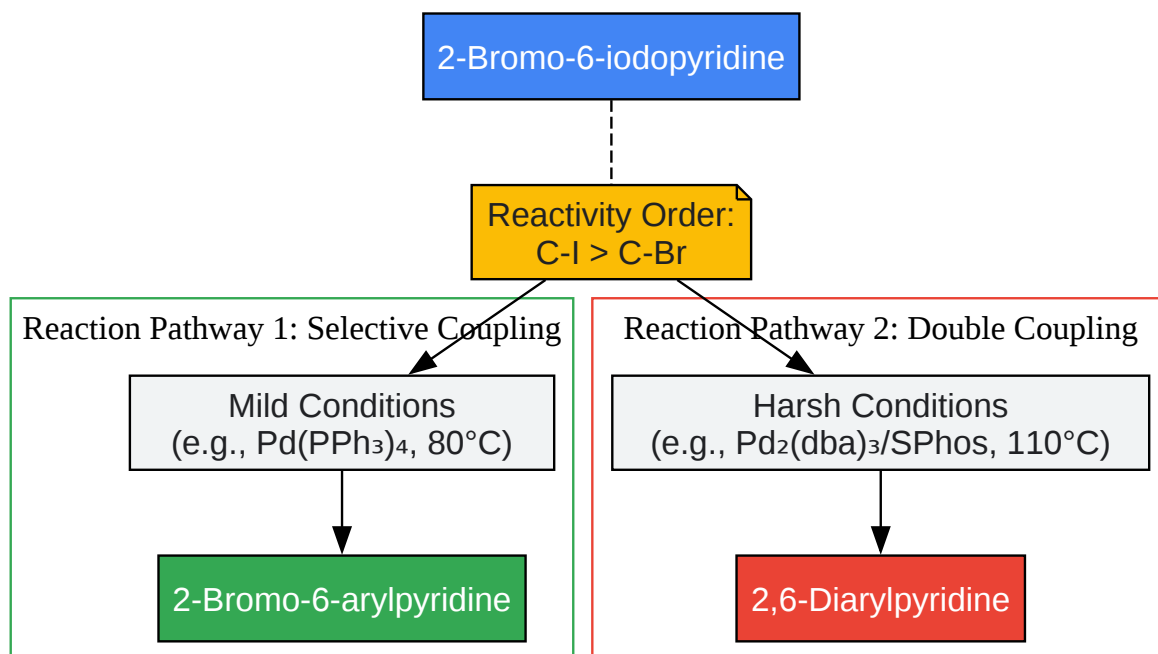 2-Bromo-6-iodopyridine
Reactivity Order:
C-I > C-Br
Reaction Pathway 1: Selective Coupling
Mild Conditions
(e.g., Pd(PPh₃)₄, 80°C)
2-Bromo-6-arylpyridine
Reaction Pathway 2: Double Coupling
Harsh Conditions
(e.g., Pd₂(dba)₃/SPhos, 110°C)
2,6-Diarylpyridine